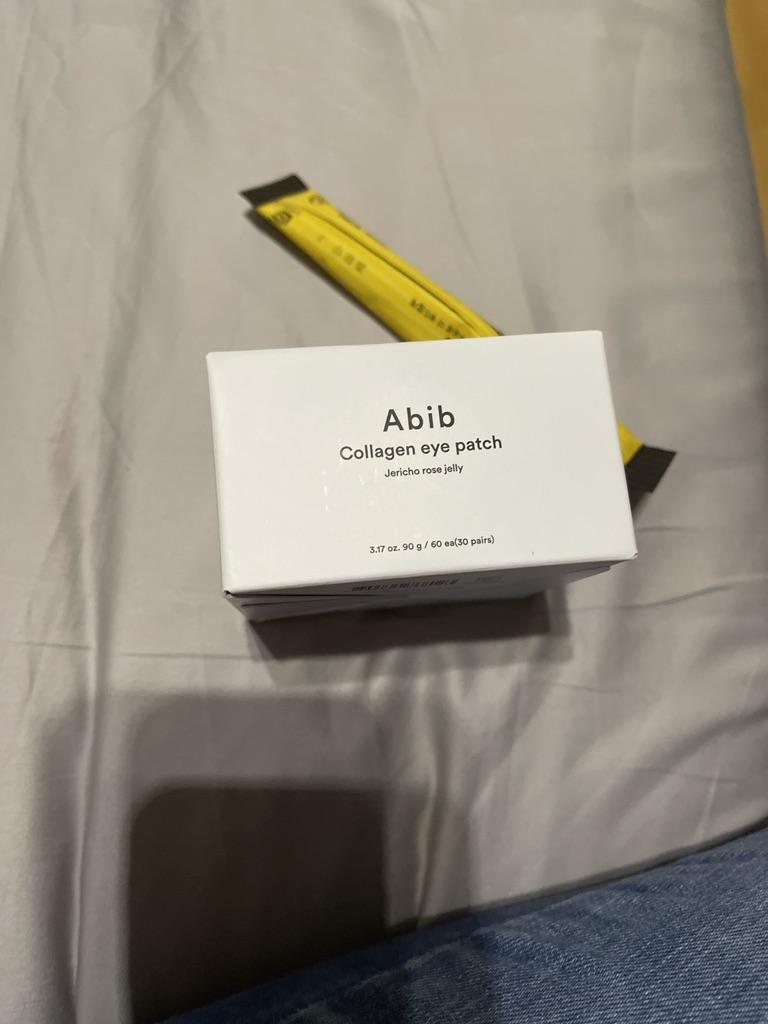 Abib
Collagen eye patch
Jericho rose jelly
3.17 oz. 90 g / 60 ea(30 pairs)